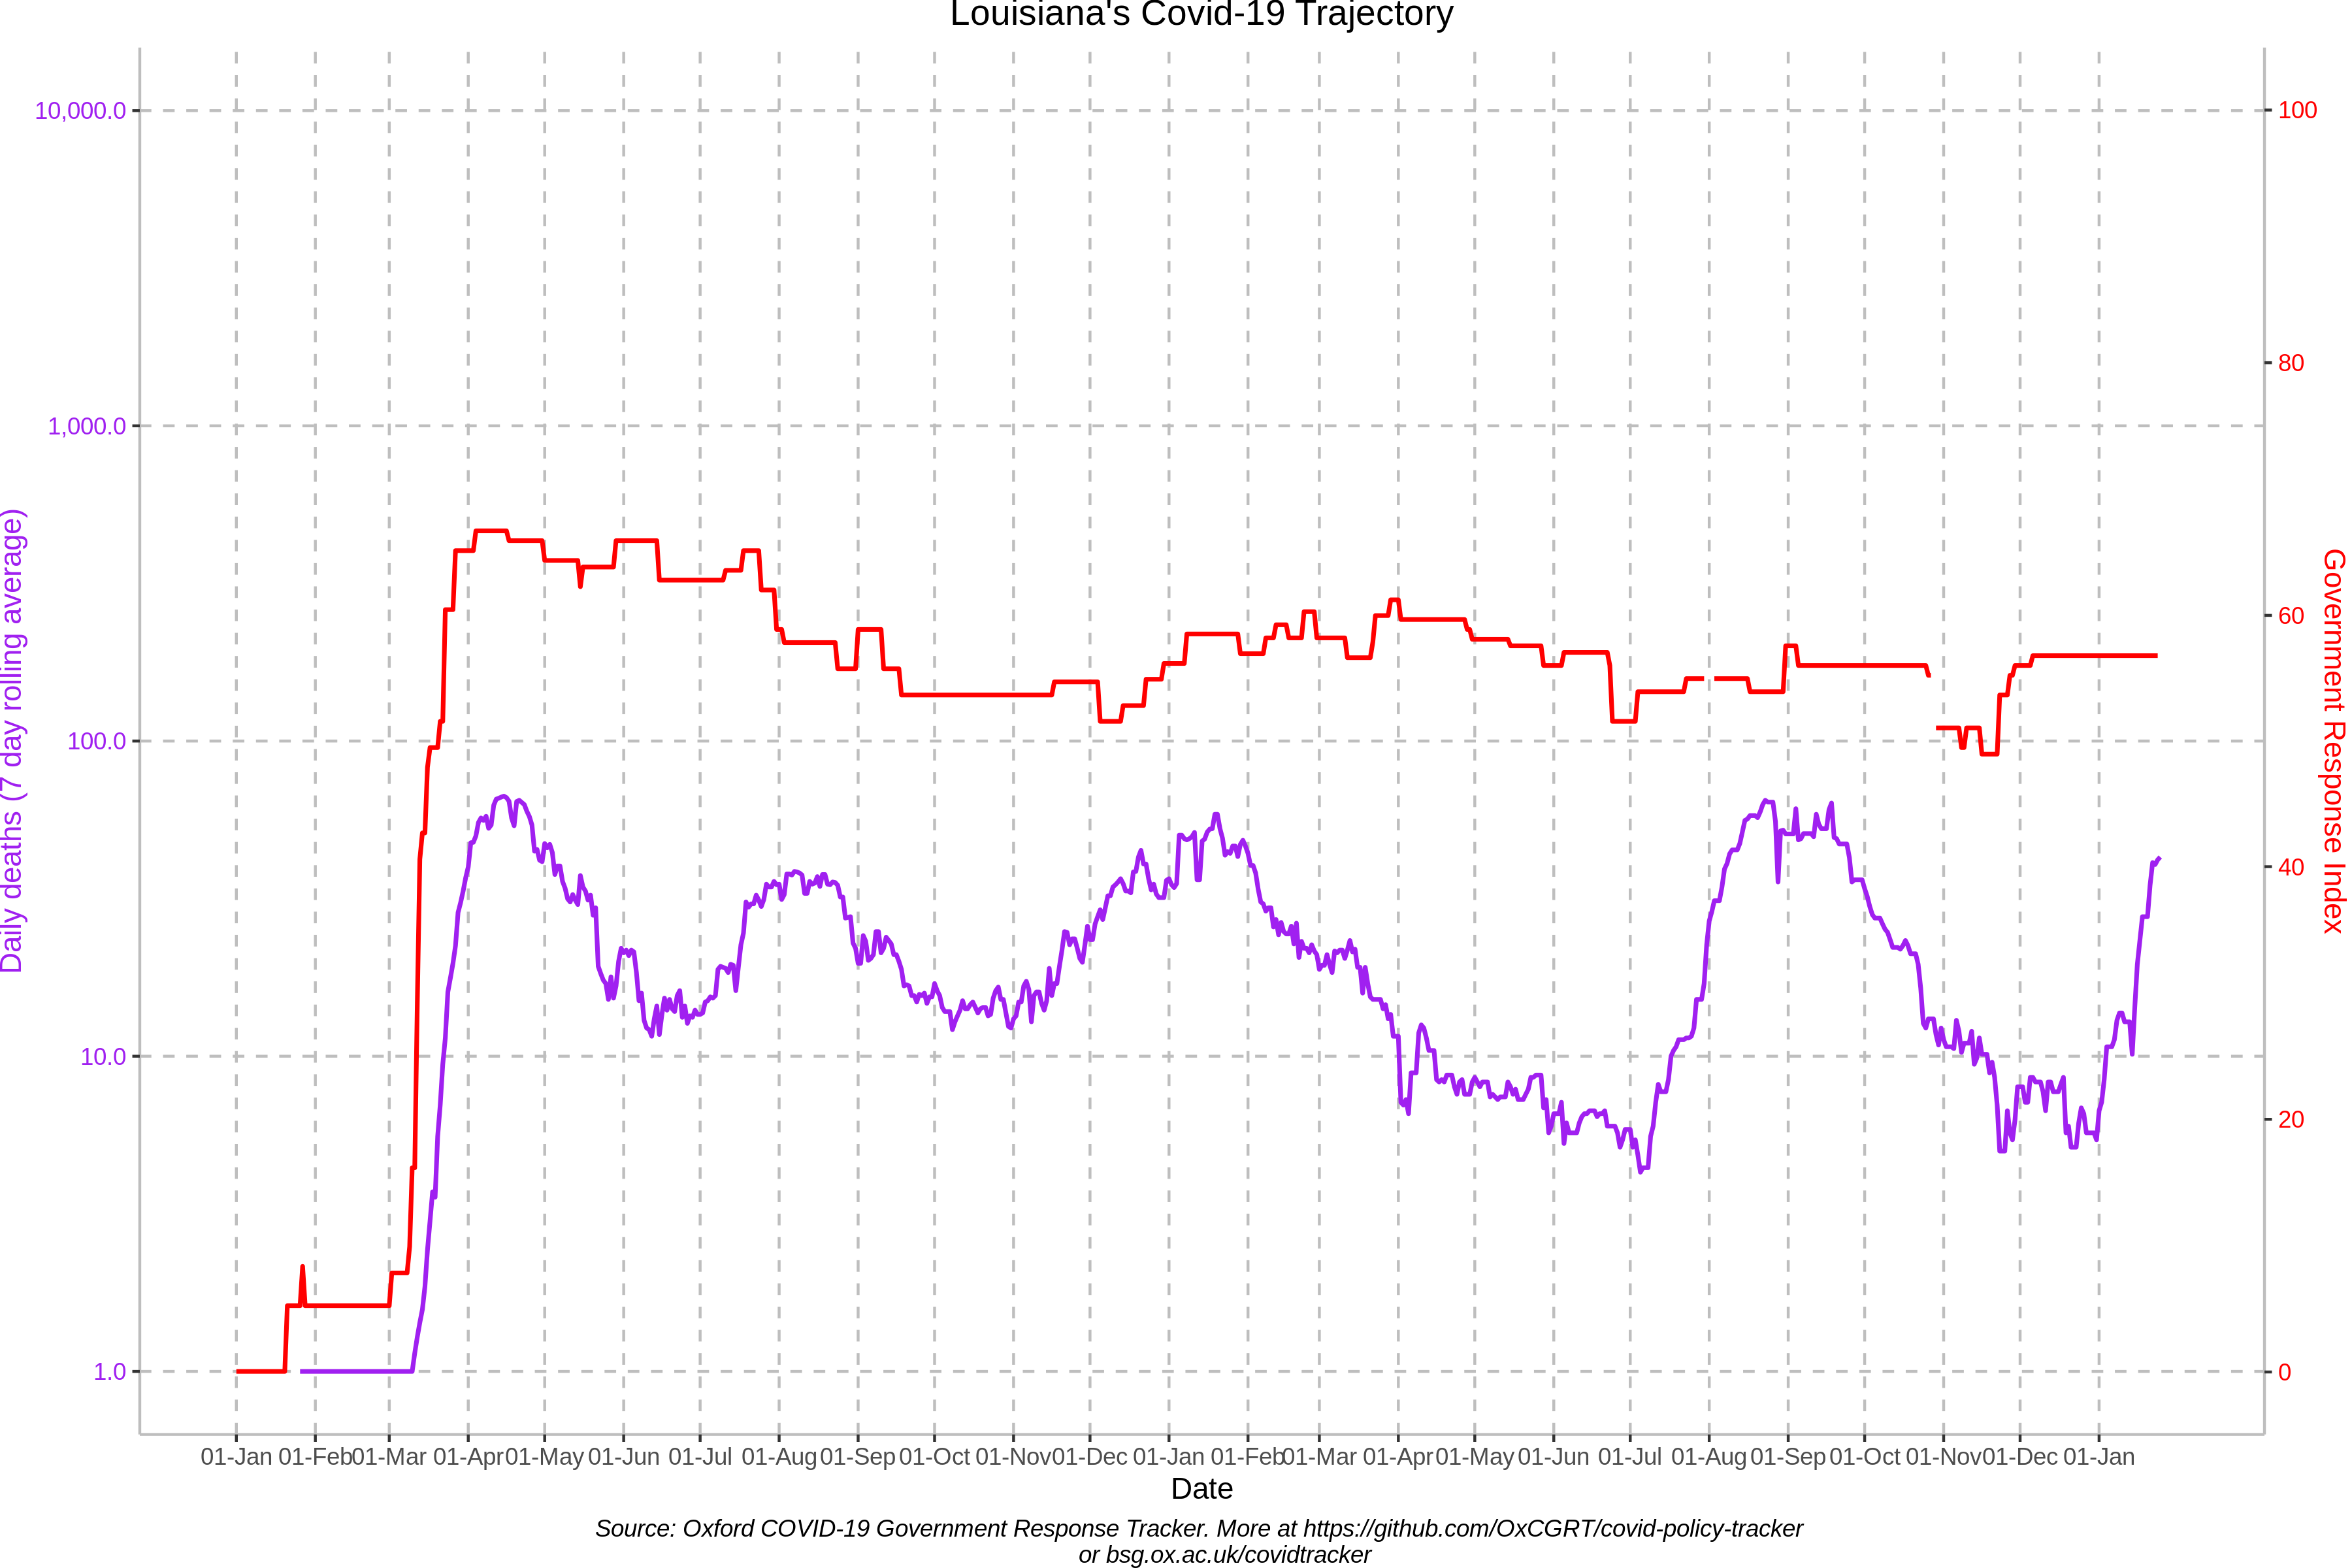 Louisiana's Covid-19 Trajectory
10,000.0
1,000.0
100.0
10.0
1.0
Daily deaths (7 day rolling average)
100
80
60
40
20
0
Government Response Index
01-Jan 01-Feb 01-Mar 01-Apr 01-May 01-Jun 01-Jul 01-Aug 01-Sep 01-Oct 01-Nov 01-Dec 01-Jan 01-Feb 01-Mar 01-Apr 01-May 01-Jun 01-Jul 01-Aug 01-Sep 01-Oct 01-Nov 01-Dec 01-Jan
Date
Source: Oxford COVID-19 Government Response Tracker. More at https://github.com/OxCGRT/covid-policy-tracker
or bsg.ox.ac.uk/covidtracker